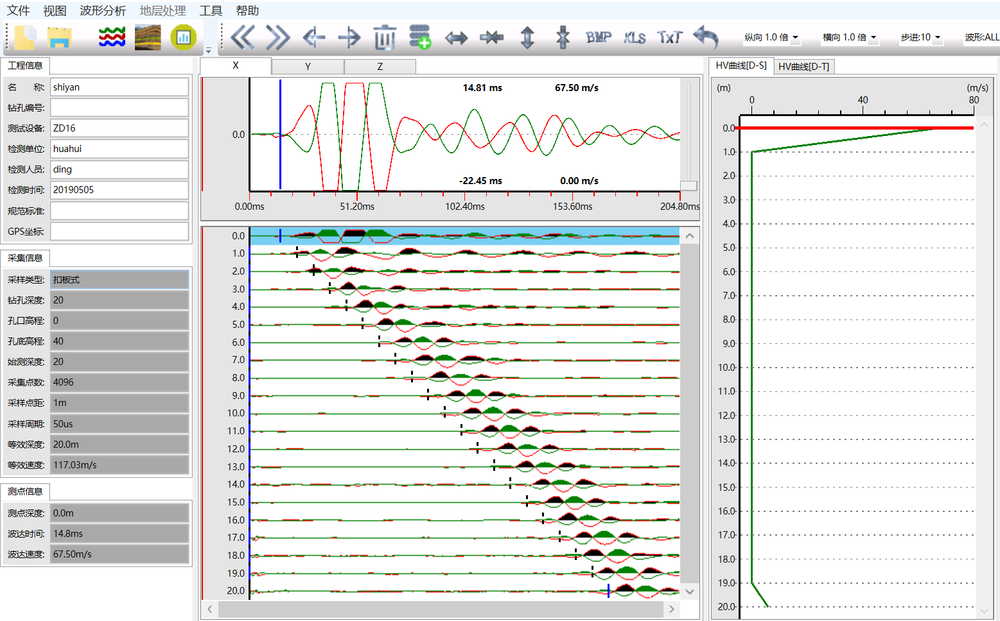 文件 视图 波形分析 地层处理 工具 帮助
BMP XLS TXT 纵向 1.0 倍 横向 1.0 倍 步进:10 波形:ALL
工程信息
名 称: shiyan
钻孔编号:
测试设备: ZD16
检测单位: huahui
检测人员: ding
检测时间: 20190505
规范标准:
GPS坐标:
采集信息
采样类型: 扣板式
钻孔深度: 20
孔口高程: 0
孔底高程: 40
始测深度: 20
采集点数: 4096
采样点距: 1m
采样周期: 50us
等效深度: 20.0m
等效速度: 117.03m/s
测点信息
测点深度: 0.0m
波达时间: 14.8ms
波达速度: 67.50m/s
X Y Z
14.81 ms 67.50 m/s
0.0
-22.45 ms 0.00 m/s
0.00ms 51.20ms 102.40ms 153.60ms 204.80ms
0.0
1.0
2.0
3.0
4.0
5.0
6.0
7.0
8.0
9.0
10.0
11.0
12.0
13.0
14.0
15.0
16.0
17.0
18.0
19.0
20.0
HV曲线[D-S] HV曲线[D-T]
(m) (m/s)
0 40 80
0.0
1.0
2.0
3.0
4.0
5.0
6.0
7.0
8.0
9.0
10.0
11.0
12.0
13.0
14.0
15.0
16.0
17.0
18.0
19.0
20.0